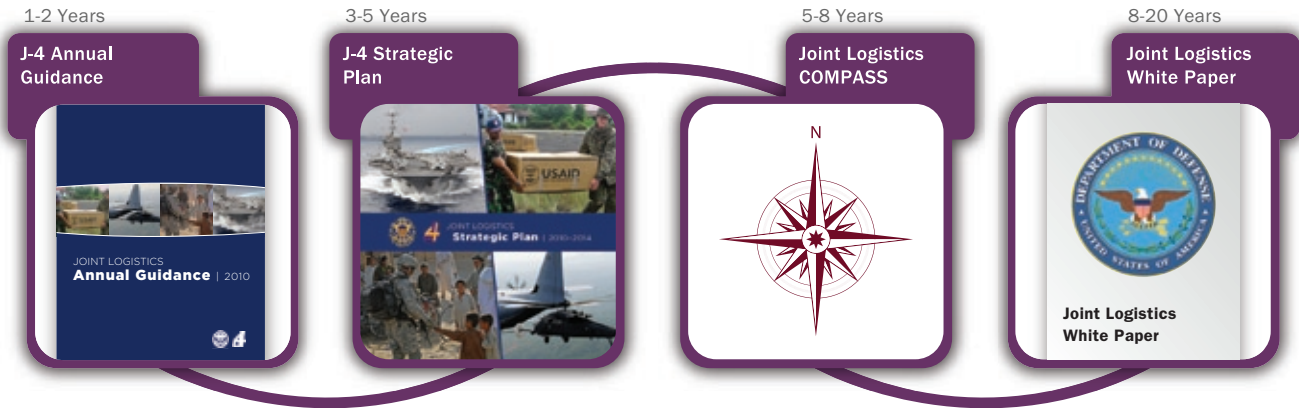 1-2 Years
J-4 Annual
Guidance
JOINT LOGISTICS
Annual Guidance | 2010
4
3-5 Years
J-4 Strategic
Plan
USAID
4 JOINT LOGISTICS
Strategic Plan | 2010-2014
5-8 Years
Joint Logistics
COMPASS
N
8-20 Years
Joint Logistics
White Paper
DEPARTMENT OF DEFENSE
UNITED STATES OF AMERICA
Joint Logistics
White Paper